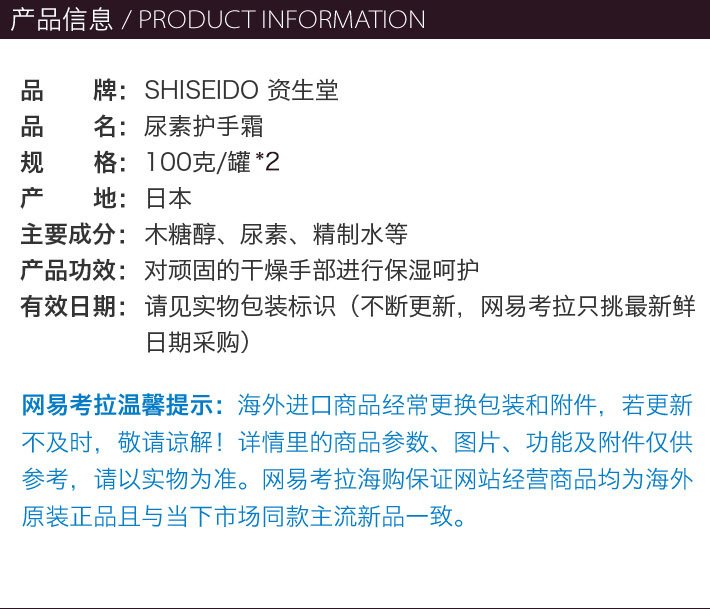 产品信息 / PRODUCT INFORMATION
品 牌：SHISEIDO 资生堂
品 名：尿素护手霜
规 格：100克/罐 *2
产 地：日本
主要成分：木糖醇、尿素、精制水等
产品功效：对顽固的干燥手部进行保湿呵护
有效日期：请见实物包装标识（不断更新，网易考拉只挑最新鲜
日期采购）
网易考拉温馨提示：海外进口商品经常更换包装和附件，若更新
不及时，敬请谅解！详情里的商品参数、图片、功能及附件仅供
参考，请以实物为准。网易考拉海购保证网站经营商品均为海外
原装正品且与当下市场同款主流新品一致。